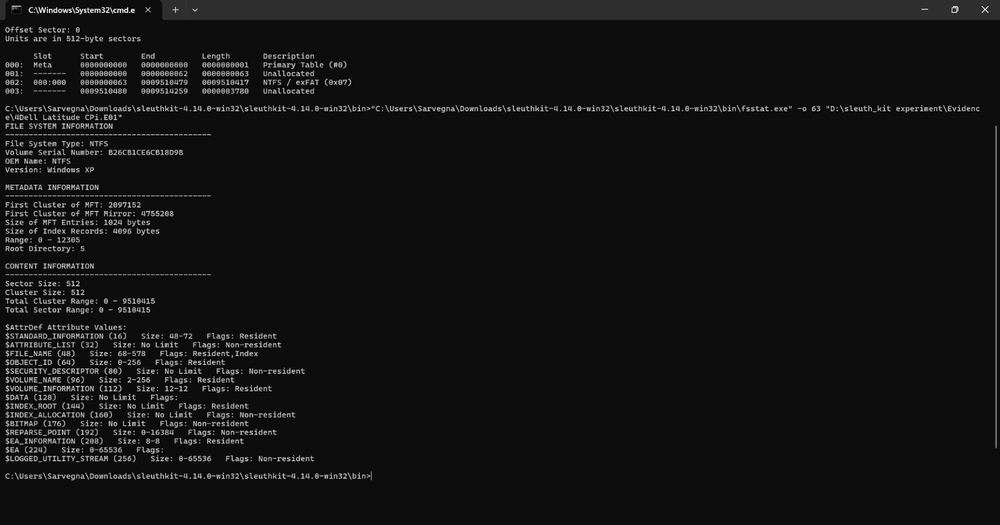 C:\Windows\System32\cmd.e
Offset Sector: 0
Units are in 512-byte sectors
Slot Start End Length Description
000: Meta 0000000000 0000000000 0000000001 Primary Table (#0)
001: ------- 0000000000 0000000062 0000000063 Unallocated
002: 000:000 0000000063 0009510479 0009510417 NTFS / exFAT (0x07)
003: ------- 0009510480 0009514259 0000003780 Unallocated
C:\Users\Sarvegna\Downloads\sleuthkit-4.14.0-win32\sleuthkit-4.14.0-win32\bin>"C:\Users\Sarvegna\Downloads\sleuthkit-4.14.0-win32\sleuthkit-4.14.0-win32\bin\fsstat.exe" -o 63 "D:\sleuth_kit experiment\Evidenc
e\4Dell Latitude CPi.E01"
FILE SYSTEM INFORMATION
--------------------------------------------
File System Type: NTFS
Volume Serial Number: B26CB1CE6CB18D9B
OEM Name: NTFS
Version: Windows XP
METADATA INFORMATION
--------------------------------------------
First Cluster of MFT: 2097152
First Cluster of MFT Mirror: 4755208
Size of MFT Entries: 1024 bytes
Size of Index Records: 4096 bytes
Range: 0 - 12305
Root Directory: 5
CONTENT INFORMATION
--------------------------------------------
Sector Size: 512
Cluster Size: 512
Total Cluster Range: 0 - 9510415
Total Sector Range: 0 - 9510415
$AttrDef Attribute Values:
$STANDARD_INFORMATION (16) Size: 48-72 Flags: Resident
$ATTRIBUTE_LIST (32) Size: No Limit Flags: Non-resident
$FILE_NAME (48) Size: 68-578 Flags: Resident,Index
$OBJECT_ID (64) Size: 0-256 Flags: Resident
$SECURITY_DESCRIPTOR (80) Size: No Limit Flags: Non-resident
$VOLUME_NAME (96) Size: 2-256 Flags: Resident
$VOLUME_INFORMATION (112) Size: 12-12 Flags: Resident
$DATA (128) Size: No Limit Flags:
$INDEX_ROOT (144) Size: No Limit Flags: Resident
$INDEX_ALLOCATION (160) Size: No Limit Flags: Non-resident
$BITMAP (176) Size: No Limit Flags: Non-resident
$REPARSE_POINT (192) Size: 0-16384 Flags: Non-resident
$EA_INFORMATION (208) Size: 8-8 Flags: Resident
$EA (224) Size: 0-65536 Flags:
$LOGGED_UTILITY_STREAM (256) Size: 0-65536 Flags: Non-resident
C:\Users\Sarvegna\Downloads\sleuthkit-4.14.0-win32\sleuthkit-4.14.0-win32\bin>